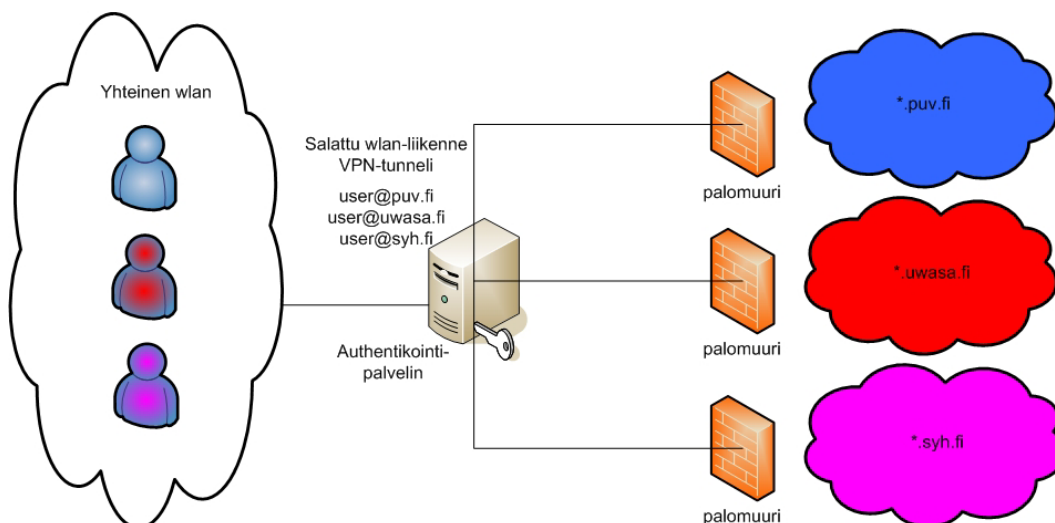 Yhteinen wlan
Salattu wlan-liikenne
VPN-tunneli
user@puv.fi
user@uwasa.fi
user@syh.fi
Authentikointi-
palvelin
palomuuri
*.puv.fi
palomuuri
*.uwasa.fi
palomuuri
*.syh.fi